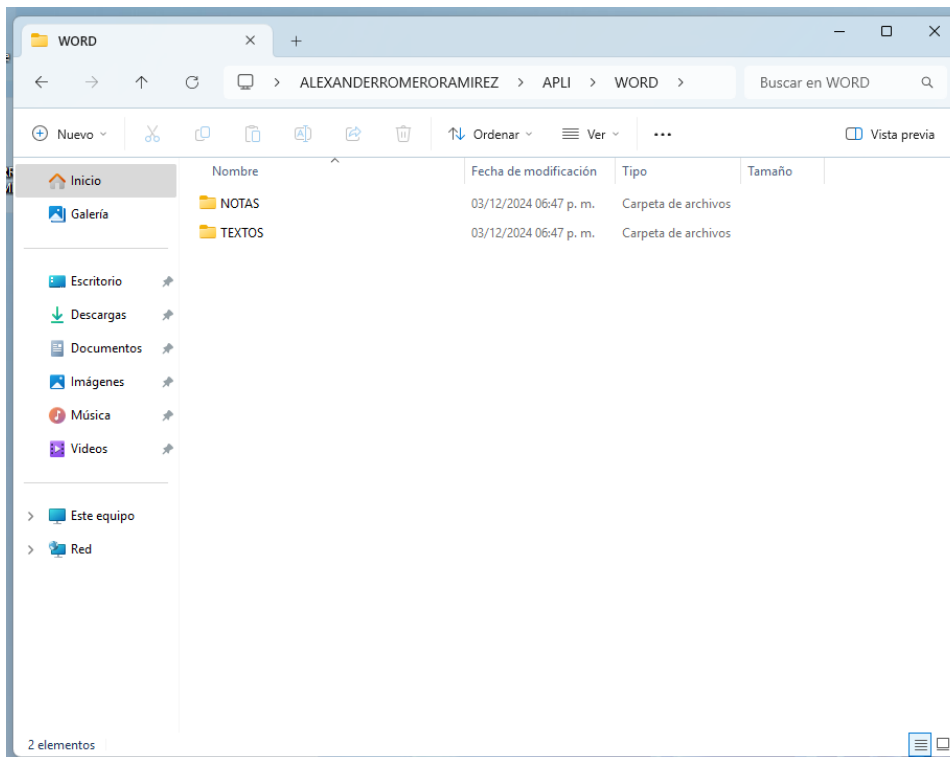 WORD
ALEXANDERROMERORAMIREZ > APLI > WORD >
Buscar en WORD
Nuevo
Ordenar
Ver
Vista previa
Nombre
Fecha de modificación
Tipo
Tamaño
Inicio
Galería
Escritorio
Descargas
Documentos
Imágenes
Música
Videos
Este equipo
Red
NOTAS 03/12/2024 06:47 p. m. Carpeta de archivos
TEXTOS 03/12/2024 06:47 p. m. Carpeta de archivos
2 elementos